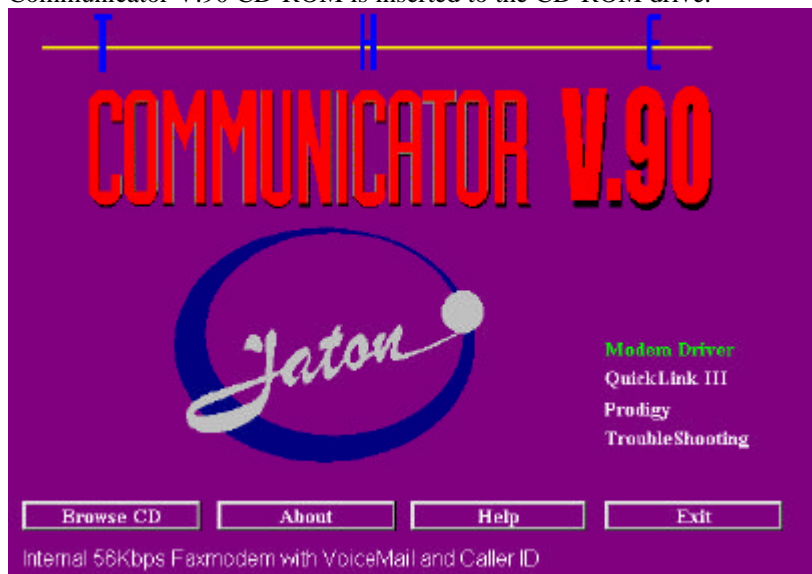 Communicator V.90 CD-ROM is inserted to the CD-ROM drive.
THE
COMMUNICATOR V.90
Jaton
Modem Driver
QuickLink III
Prodigy
TroubleShooting
Browse CD
About
Help
Exit
Internal 56Kbps Faxmodem with VoiceMail and Caller ID